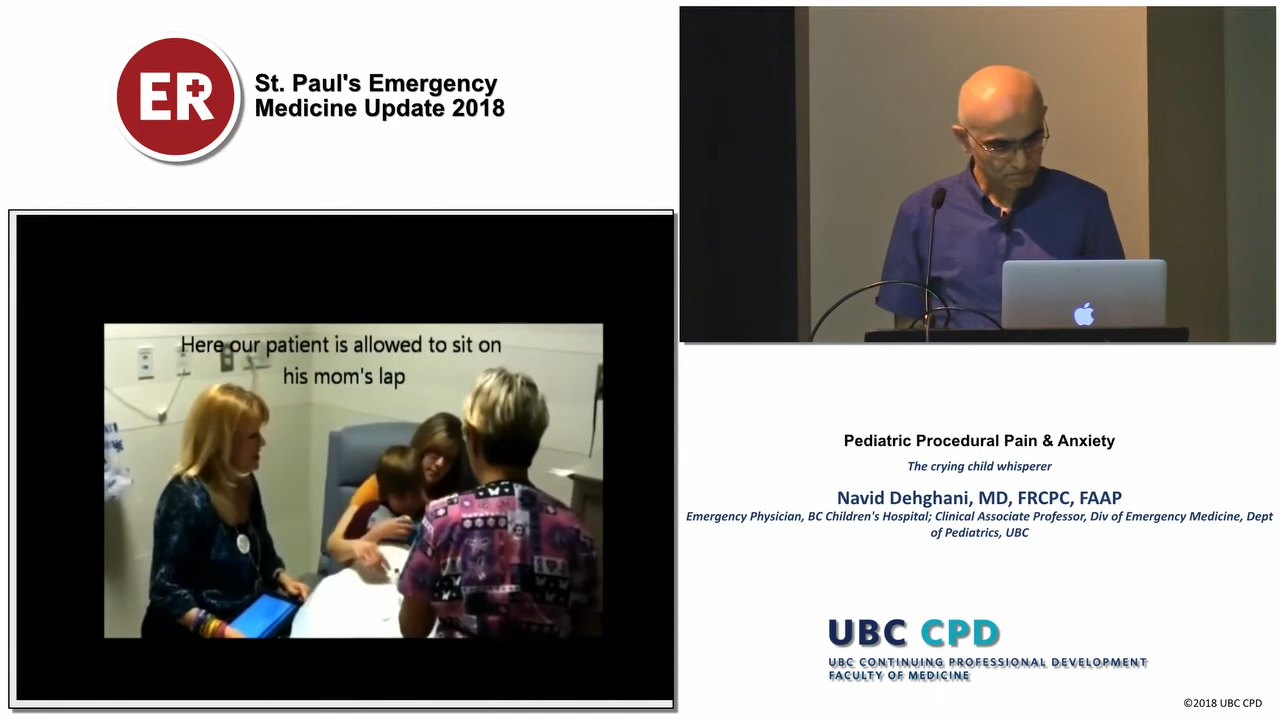 ER
St. Paul's Emergency
Medicine Update 2018
Here our patient is allowed to sit on
his mom's lap
Pediatric Procedural Pain & Anxiety
The crying child whisperer
Navid Dehghani, MD, FRCPC, FAAP
Emergency Physician, BC Children's Hospital; Clinical Associate Professor, Div of Emergency Medicine, Dept
of Pediatrics, UBC
UBC CPD
UBC CONTINUING PROFESSIONAL DEVELOPMENT
FACULTY OF MEDICINE
©2018 UBC CPD